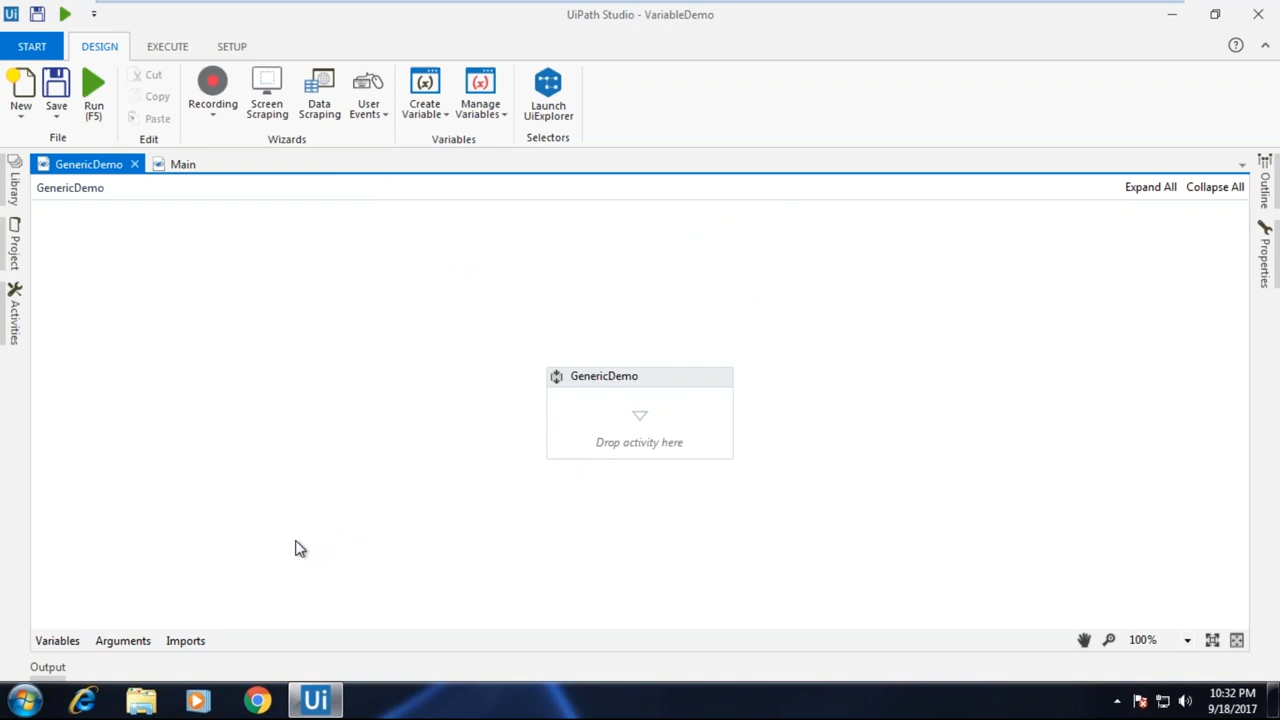 Ui
UiPath Studio - VariableDemo
START DESIGN EXECUTE SETUP
New Save Run (F5)
Cut
Copy
Paste
Recording Screen Scraping Data Scraping User Events
Create Variable Manage Variables
Launch UiExplorer
File Edit Wizards Variables Selectors
GenericDemo Main
GenericDemo Expand All Collapse All
Library
Project
Activities
Outline
Properties
GenericDemo
Drop activity here
Variables Arguments Imports 100%
Output
Ui
10:32 PM
9/18/2017